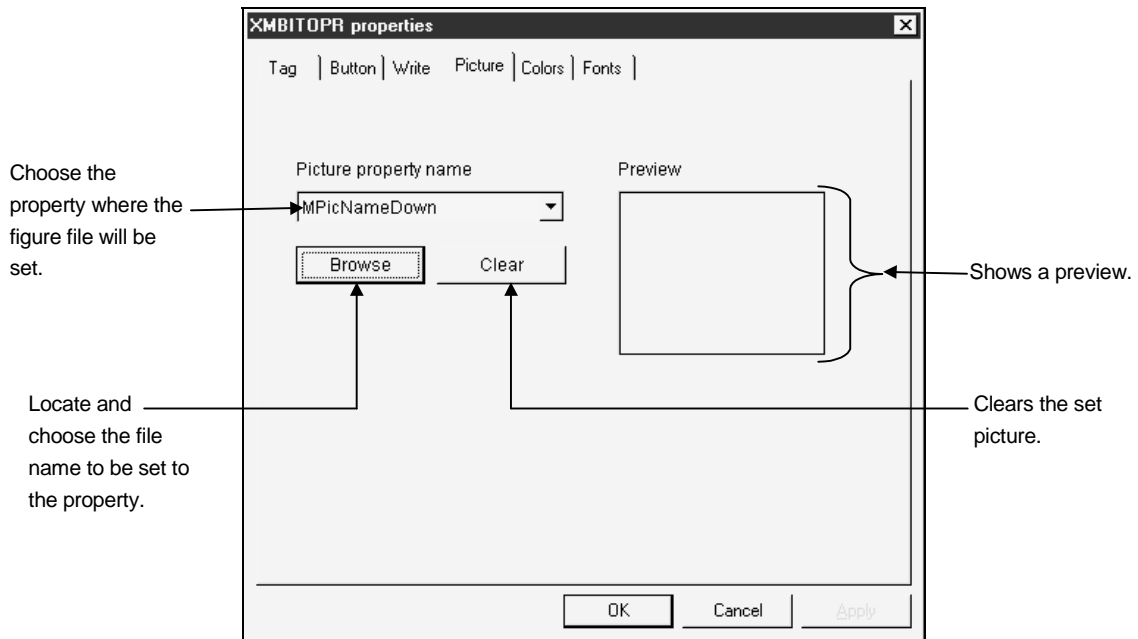 XMBITOPR properties
Tag Button Write Picture Colors Fonts
Choose the
property where the
figure file will be
set.
Picture property name
MPicNameDown
Browse Clear
Preview
Shows a preview.
Locate and
choose the file
name to be set to
the property.
Clears the set
picture.
OK Cancel Apply